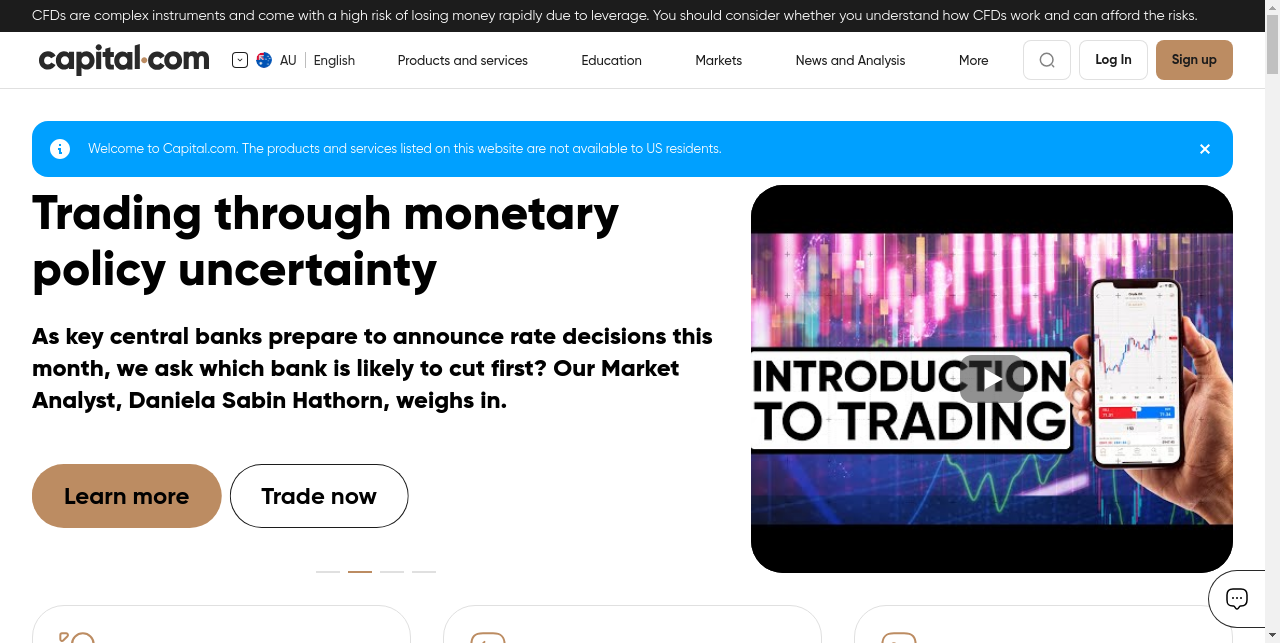 CFDs are complex instruments and come with a high risk of losing money rapidly due to leverage. You should consider whether you understand how CFDs work and can afford the risks.
capital.com
AU
English
Products and services
Education
Markets
News and Analysis
More
Log In
Sign up
Welcome to Capital.com. The products and services listed on this website are not available to US residents.
Trading through monetary
policy uncertainty
As key central banks prepare to announce rate decisions this
month, we ask which bank is likely to cut first? Our Market
Analyst, Daniela Sabin Hathorn, weighs in.
Learn more
Trade now
INTRODUCTION
TO TRADING